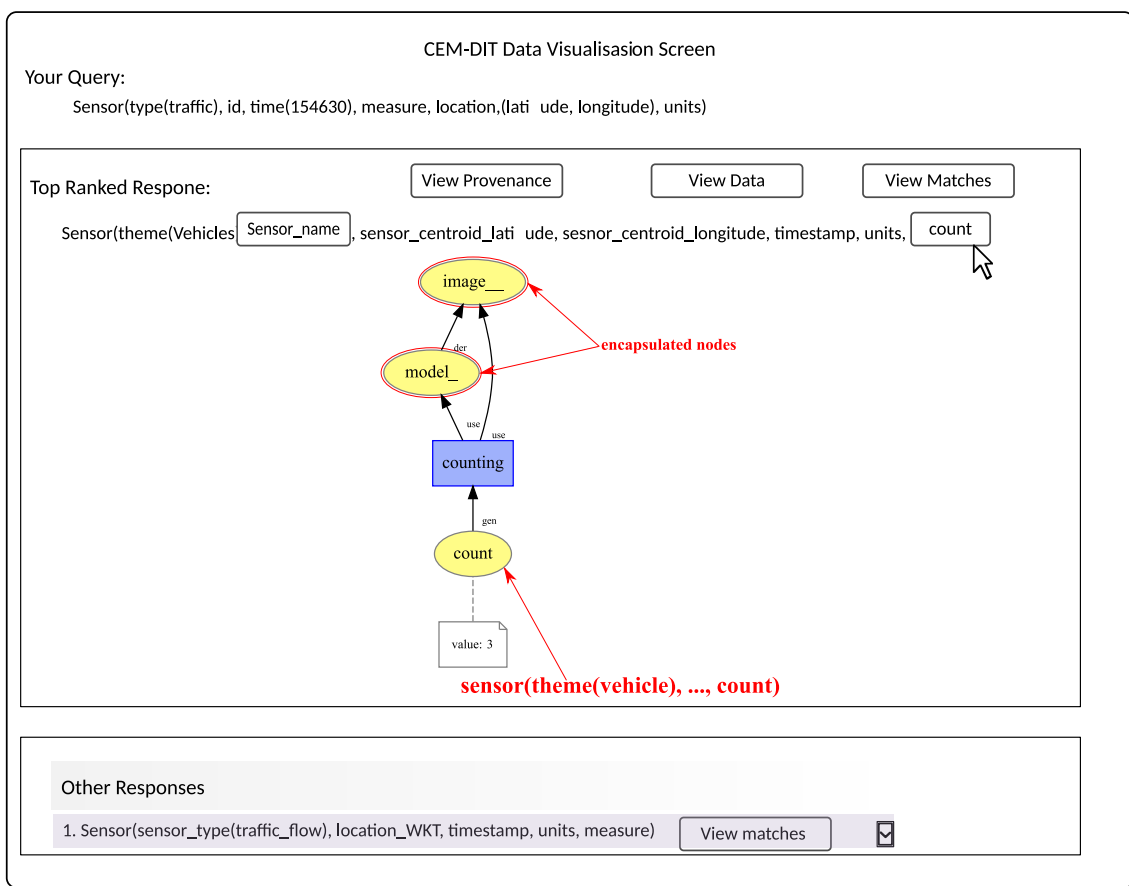 CEM-DIT Data Visualisasion Screen
Your Query:
Sensor(type(traffic), id, time(154630), measure, location,(lati ude, longitude), units)
Top Ranked Respone:
View Provenance
View Data
View Matches
Sensor(theme(Vehicles Sensor_name , sensor_centroid_lati ude, sesnor_centroid_longitude, timestamp, units, count
image__
encapsulated nodes
der
model_
use
use
counting
gen
count
value: 3
sensor(theme(vehicle), ..., count)
Other Responses
1. Sensor(sensor_type(traffic_flow), location_WKT, timestamp, units, measure) View matches